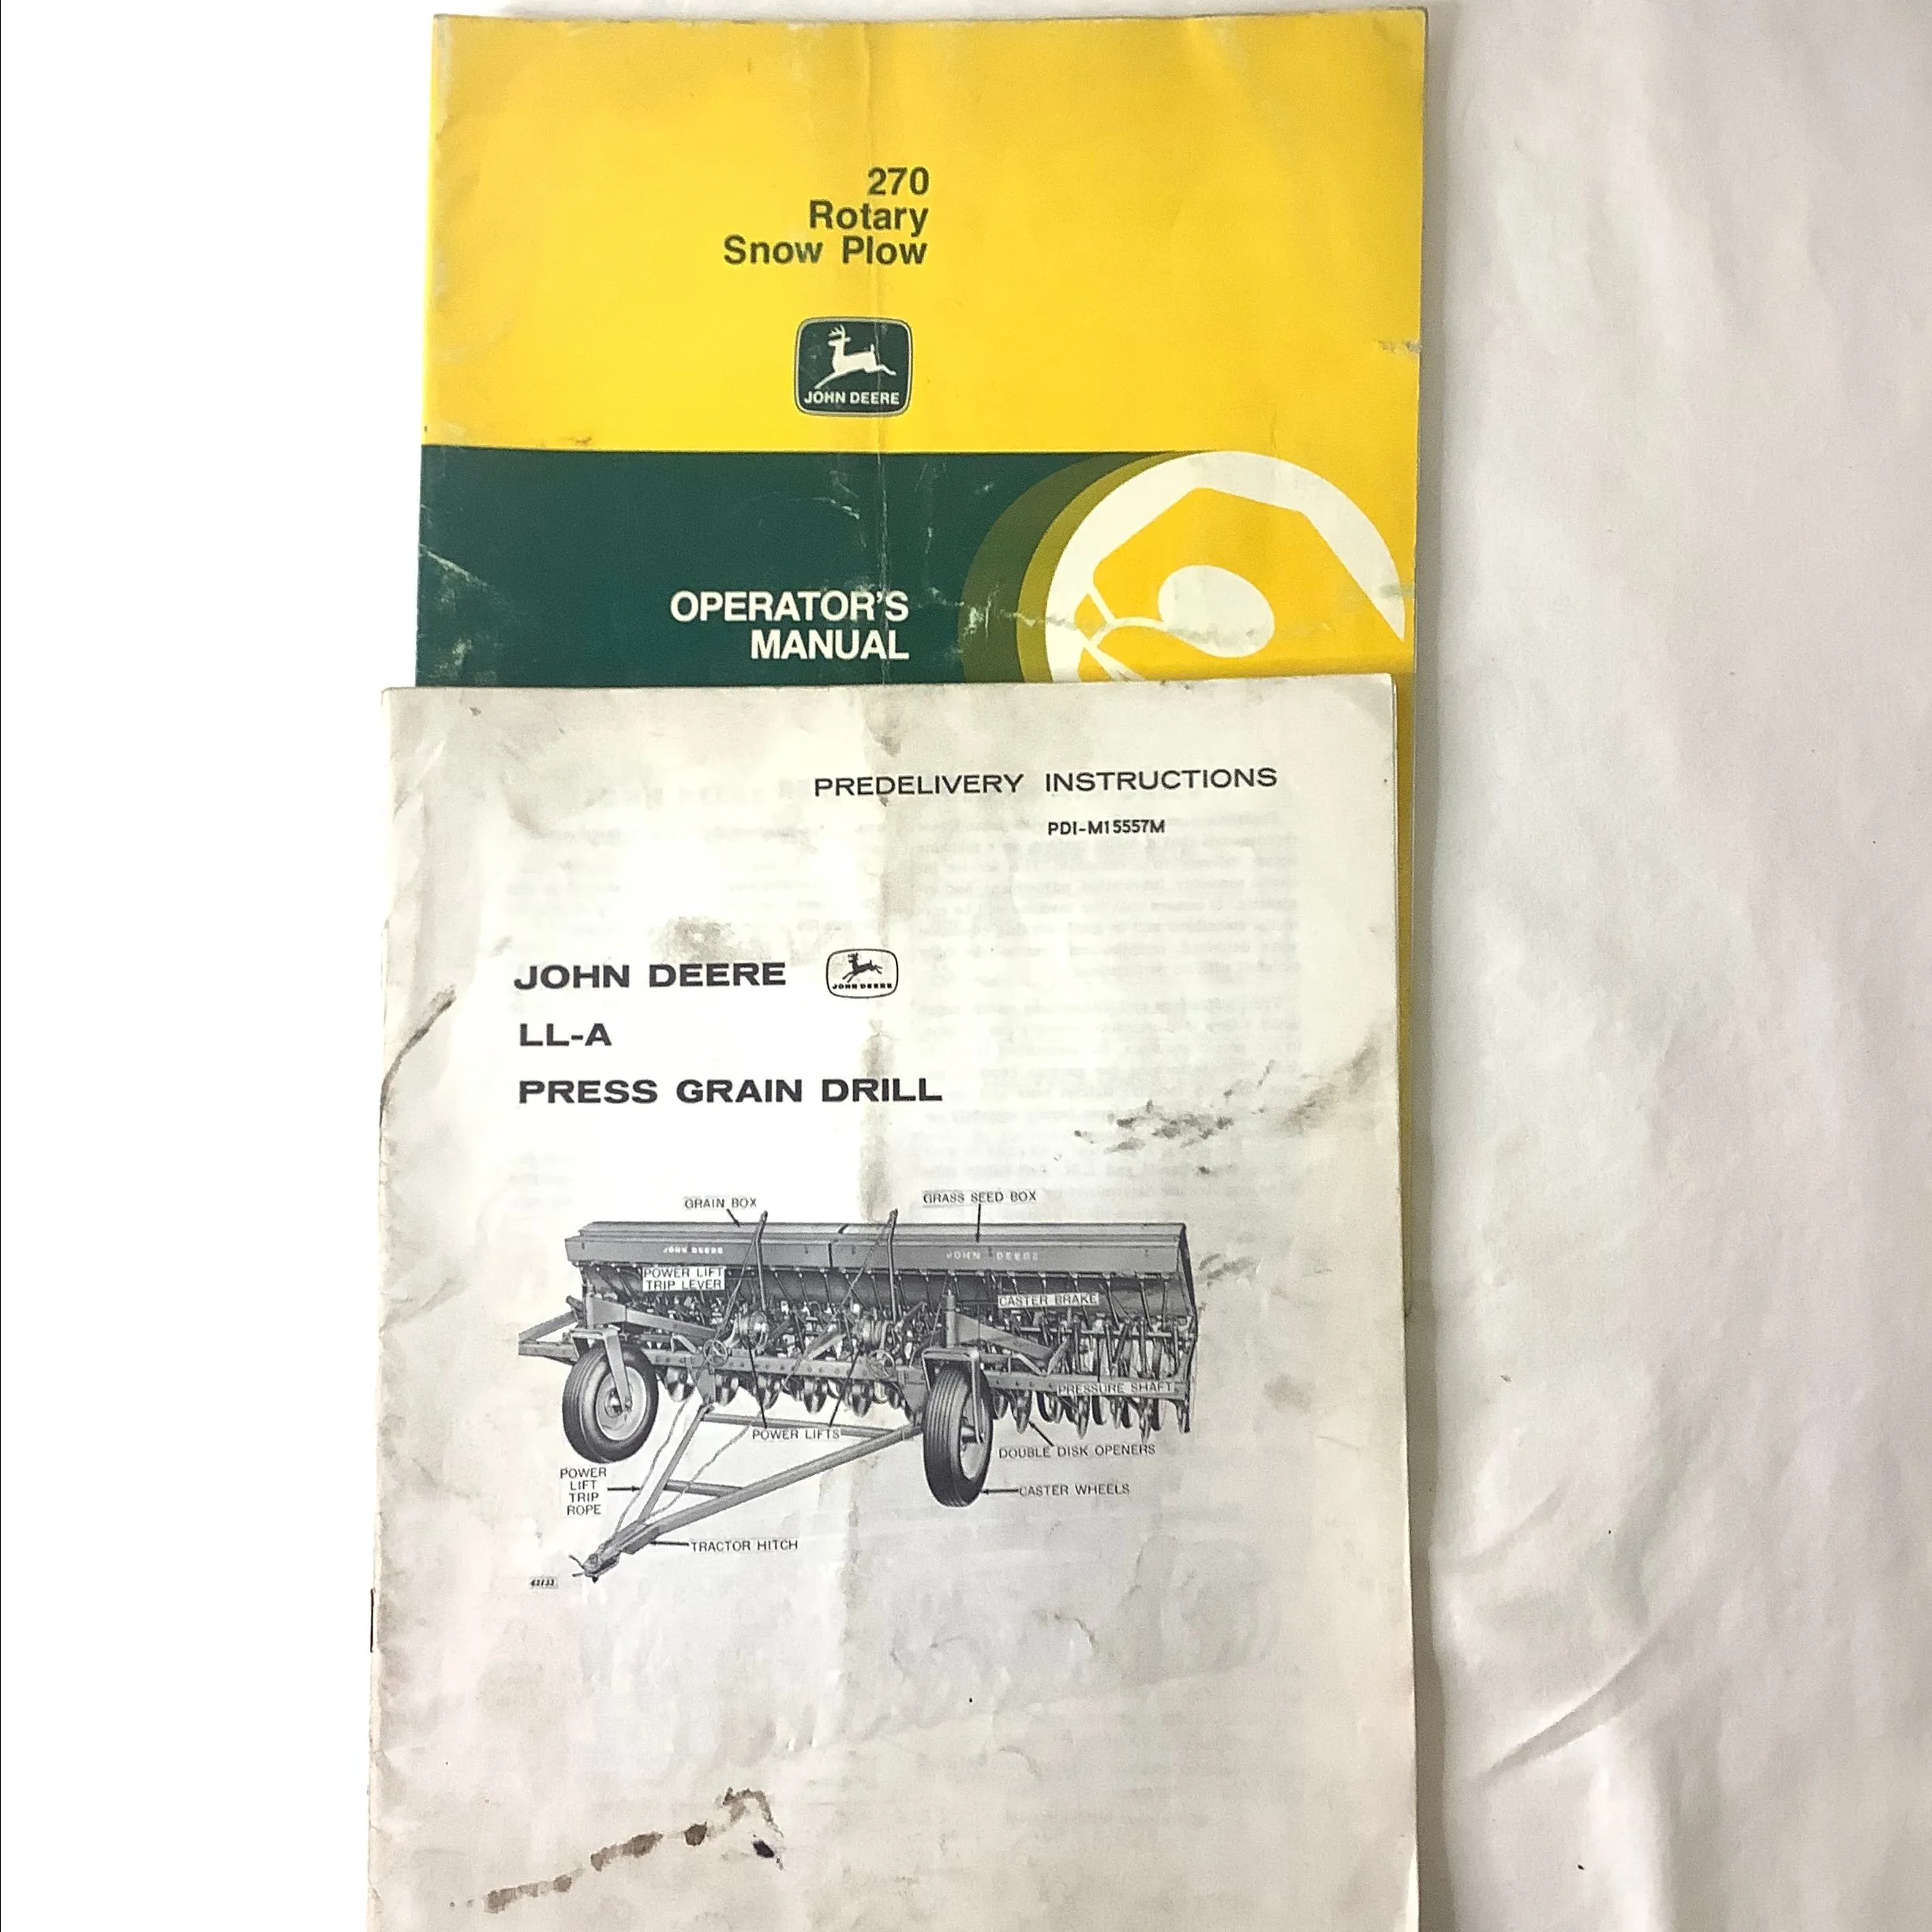 270
Rotary
Snow Plow
JOHN DEERE
OPERATOR'S
MANUAL
PREDELIVERY INSTRUCTIONS
PDI-M15557M
JOHN DEERE
JOHN DEERE
LL-A
PRESS GRAIN DRILL
GRAIN BOX
GRASS SEED BOX
JOHN DEERE
JOHN DEERE
POWER LIFT
TRIP LEVER
CASTER BRAKE
PRESSURE SHAFT
POWER LIFTS
DOUBLE DISK OPENERS
POWER
LIFT
TRIP
ROPE
CASTER WHEELS
TRACTOR HITCH